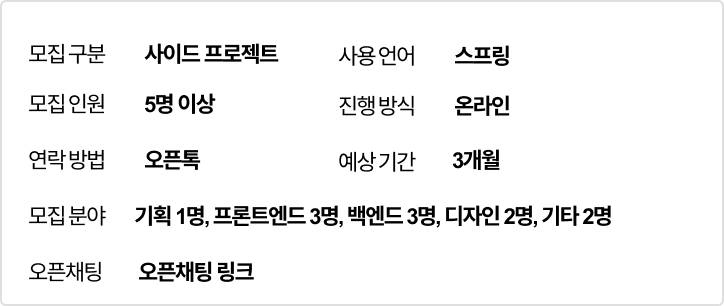 모집 구분 사이드 프로젝트 사용 언어 스프링
모집 인원 5명 이상 진행 방식 온라인
연락 방법 오픈톡 예상 기간 3개월
모집 분야 기획 1명, 프론트엔드 3명, 백엔드 3명, 디자인 2명, 기타 2명
오픈채팅 오픈채팅 링크